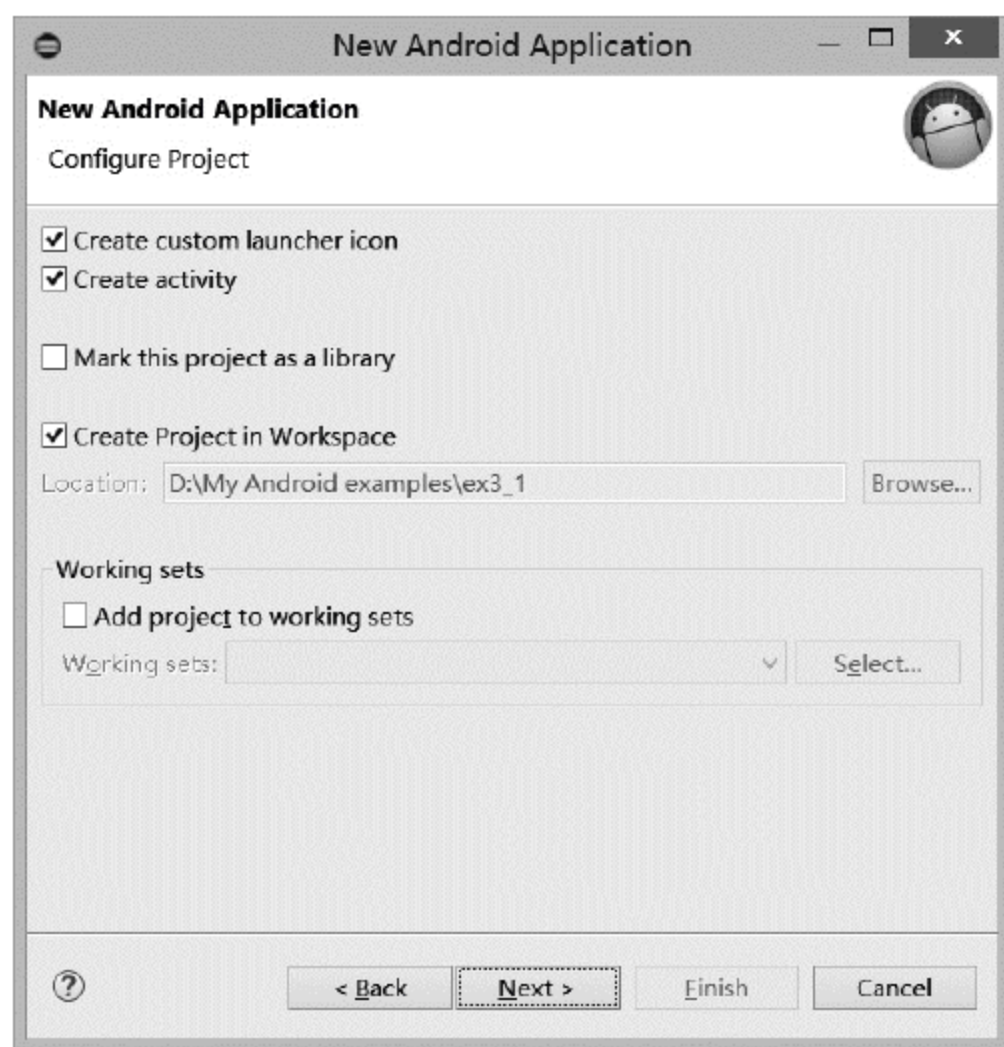 New Android Application
New Android Application
Configure Project
Create custom launcher icon
Create activity
Mark this project as a library
Create Project in Workspace
Location: D:\My Android examples\ex3_1 Browse...
Working sets
Add project to working sets
Working sets: Select...
? < Back Next > Finish Cancel